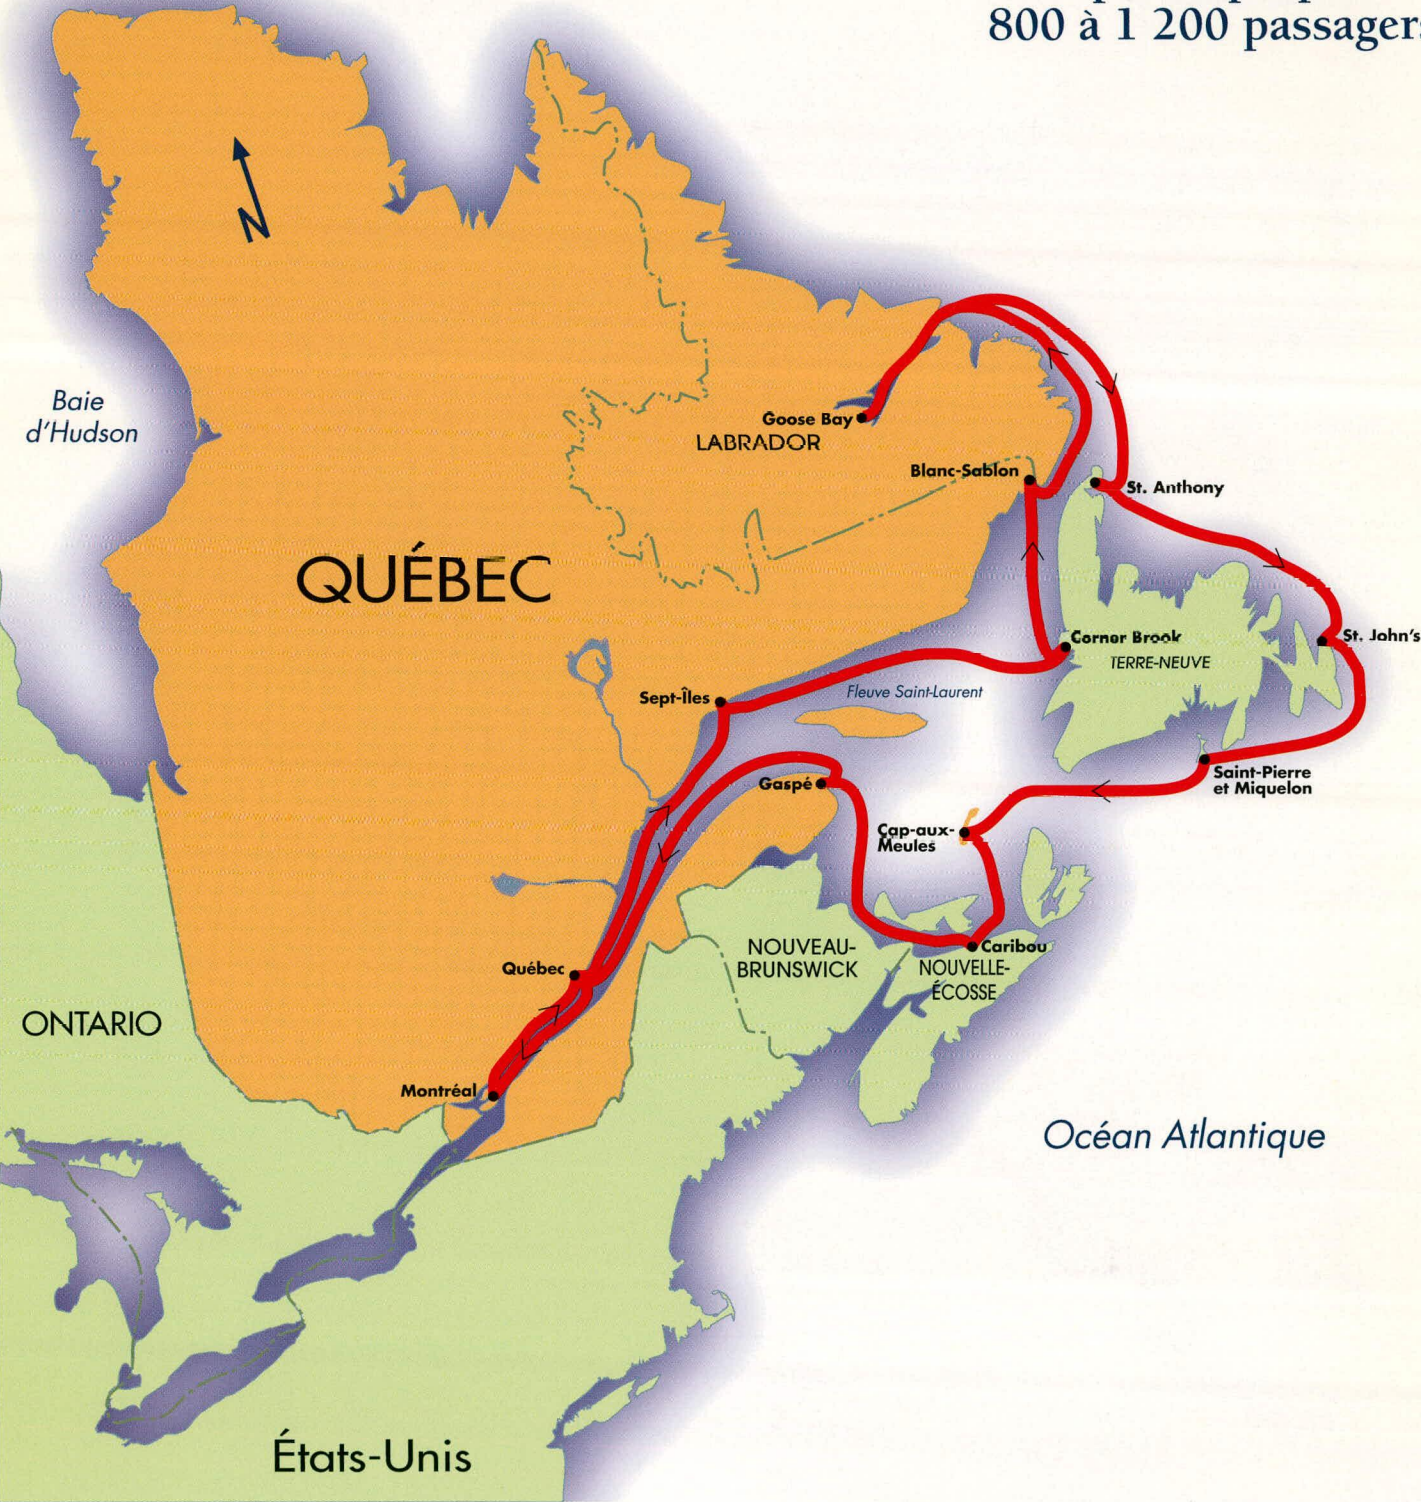 800 à 1 200 passagers
N
Baie
d'Hudson
Goose Bay
LABRADOR
Blanc-Sablon
St. Anthony
QUÉBEC
Corner Brook
St. John's
TERRE-NEUVE
Sept-Îles
Fleuve Saint-Laurent
Gaspé
Saint-Pierre
et Miquelon
Cap-aux-
Meules
Québec
NOUVEAU-
BRUNSWICK
Caribou
NOUVELLE-
ÉCOSSE
ONTARIO
Montréal
Océan Atlantique
États-Unis